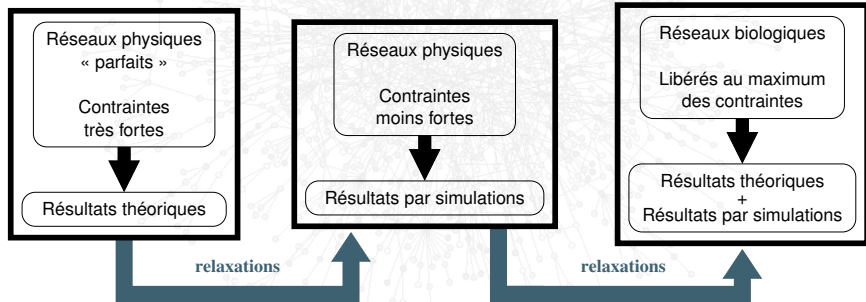 Réseaux physiques
« parfaits »
Contraintes
très fortes
Résultats théoriques
Réseaux physiques
Contraintes
moins fortes
Résultats par simulations
Réseaux biologiques
Libérés au maximum
des contraintes
Résultats théoriques
+
Résultats par simulations
relaxations
relaxations